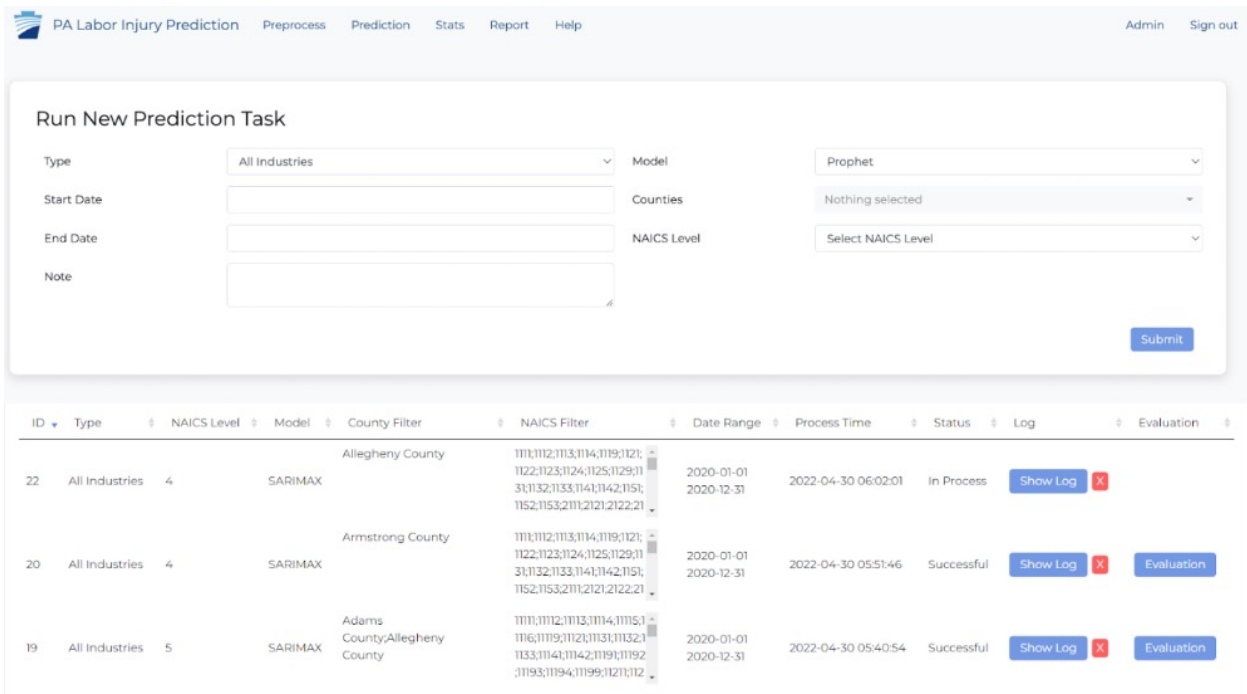 PA Labor Injury Prediction Preprocess Prediction Stats Report Help Admin Sign out
Run New Prediction Task
Type All Industries Model Prophet
Start Date Counties Nothing selected
End Date NAICS Level Select NAICS Level
Note
Submit
ID Type NAICS Level Model County Filter NAICS Filter Date Range Process Time Status Log Evaluation
Allegheny County 1111;1112;1113;1114;1119;1121;
1122;1123;1124;1125;1129;11
22 All Industries 4 SARIMAX 31;1132;1133;1141;1142;1151; 2020-01-01 2020-12-31 2022-04-30 06:02:01 In Process Show Log X
1152;1153;2111;2121;2122;21
Armstrong County 1111;1112;1113;1114;1119;1121;
1122;1123;1124;1125;1129;11
20 All Industries 4 SARIMAX 31;1132;1133;1141;1142;1151; 2020-01-01 2020-12-31 2022-04-30 05:51:46 Successful Show Log X Evaluation
1152;1153;2111;2121;2122;21
Adams 11111;11112;11113;11114;11115;1
County;Allegheny 1116;11119;11121;11131;11132;1
19 All Industries 5 SARIMAX County 1133;11141;11142;11191;11192 2020-01-01 2020-12-31 2022-04-30 05:40:54 Successful Show Log X Evaluation
;11193;11194;11199;11211;112